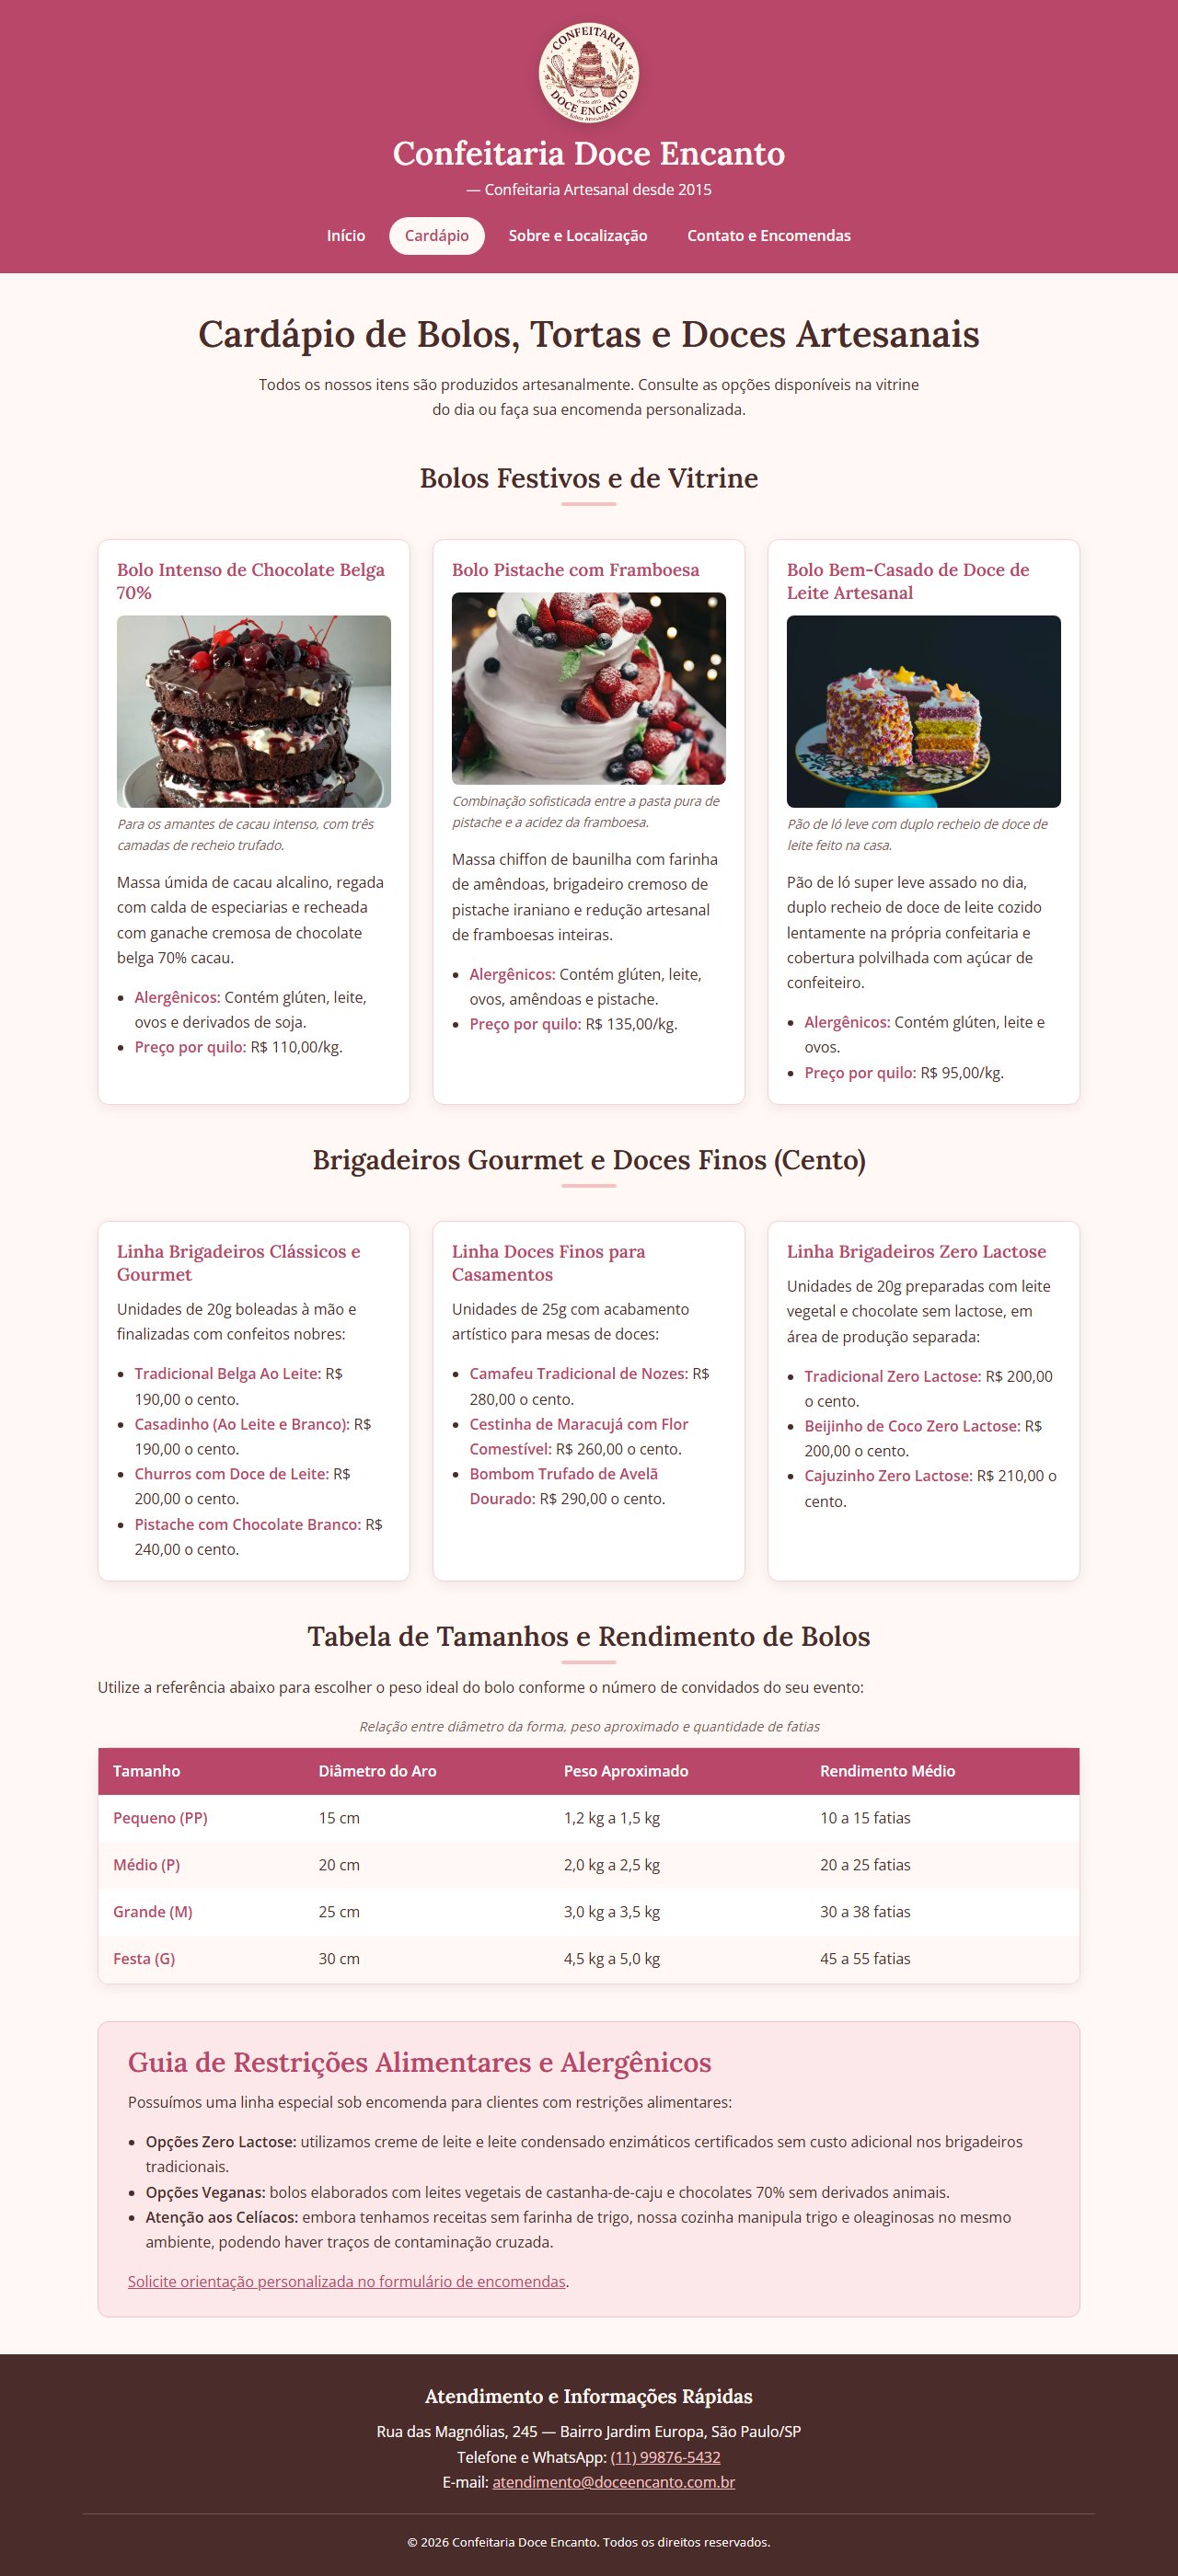 CONFEITARIA
DOCE ENCANTO
desde 2015
Confeitaria Doce Encanto
— Confeitaria Artesanal desde 2015
Início
Cardápio
Sobre e Localização
Contato e Encomendas
Cardápio de Bolos, Tortas e Doces Artesanais
Todos os nossos itens são produzidos artesanalmente. Consulte as opções disponíveis na vitrine
do dia ou faça sua encomenda personalizada.
Bolos Festivos e de Vitrine
Bolo Intenso de Chocolate Belga
70%
Para os amantes de cacau intenso, com três
camadas de recheio trufado.
Massa úmida de cacau alcalino, regada
com calda de especiarias e recheada
com ganache cremosa de chocolate
belga 70% cacau.
Alergênicos: Contém glúten, leite,
ovos e derivados de soja.
Preço por quilo: R$ 110,00/kg.
Bolo Pistache com Framboesa
Combinação sofisticada entre a pasta pura de
pistache e a acidez da framboesa.
Massa chiffon de baunilha com farinha
de amêndoas, brigadeiro cremoso de
pistache iraniano e redução artesanal
de framboesas inteiras.
Alergênicos: Contém glúten, leite,
ovos, amêndoas e pistache.
Preço por quilo: R$ 135,00/kg.
Bolo Bem-Casado de Doce de
Leite Artesanal
Pão de ló leve com duplo recheio de doce de
leite feito na casa.
Pão de ló super leve assado no dia,
duplo recheio de doce de leite cozido
lentamente na própria confeitaria e
cobertura polvilhada com açúcar de
confeiteiro.
Alergênicos: Contém glúten, leite e
ovos.
Preço por quilo: R$ 95,00/kg.
Brigadeiros Gourmet e Doces Finos (Cento)
Linha Brigadeiros Clássicos e
Gourmet
Unidades de 20g boleadas à mão e
finalizadas com confeitos nobres:
Tradicional Belga Ao Leite: R$
190,00 o cento.
Casadinho (Ao Leite e Branco): R$
190,00 o cento.
Churros com Doce de Leite: R$
200,00 o cento.
Pistache com Chocolate Branco: R$
240,00 o cento.
Linha Doces Finos para
Casamentos
Unidades de 25g com acabamento
artístico para mesas de doces:
Camafeu Tradicional de Nozes: R$
280,00 o cento.
Cestinha de Maracujá com Flor
Comestível: R$ 260,00 o cento.
Bombom Trufado de Avelã
Dourado: R$ 290,00 o cento.
Linha Brigadeiros Zero Lactose
Unidades de 20g preparadas com leite
vegetal e chocolate sem lactose, em
área de produção separada:
Tradicional Zero Lactose: R$ 200,00
o cento.
Beijinho de Coco Zero Lactose: R$
200,00 o cento.
Cajuzinho Zero Lactose: R$ 210,00 o
cento.
Tabela de Tamanhos e Rendimento de Bolos
Utilize a referência abaixo para escolher o peso ideal do bolo conforme o número de convidados do seu evento:
Relação entre diâmetro da forma, peso aproximado e quantidade de fatias
Tamanho Diâmetro do Aro Peso Aproximado Rendimento Médio
Pequeno (PP) 15 cm 1,2 kg a 1,5 kg 10 a 15 fatias
Médio (P) 20 cm 2,0 kg a 2,5 kg 20 a 25 fatias
Grande (M) 25 cm 3,0 kg a 3,5 kg 30 a 38 fatias
Festa (G) 30 cm 4,5 kg a 5,0 kg 45 a 55 fatias
Guia de Restrições Alimentares e Alergênicos
Possuímos uma linha especial sob encomenda para clientes com restrições alimentares:
Opções Zero Lactose: utilizamos creme de leite e leite condensado enzimáticos certificados sem custo adicional nos brigadeiros
tradicionais.
Opções Veganas: bolos elaborados com leites vegetais de castanha-de-caju e chocolates 70% sem derivados animais.
Atenção aos Celíacos: embora tenhamos receitas sem farinha de trigo, nossa cozinha manipula trigo e oleaginosas no mesmo
ambiente, podendo haver traços de contaminação cruzada.
Solicite orientação personalizada no formulário de encomendas.
Atendimento e Informações Rápidas
Rua das Magnólias, 245 — Bairro Jardim Europa, São Paulo/SP
Telefone e WhatsApp: (11) 99876-5432
E-mail: atendimento@doceencanto.com.br
© 2026 Confeitaria Doce Encanto. Todos os direitos reservados.